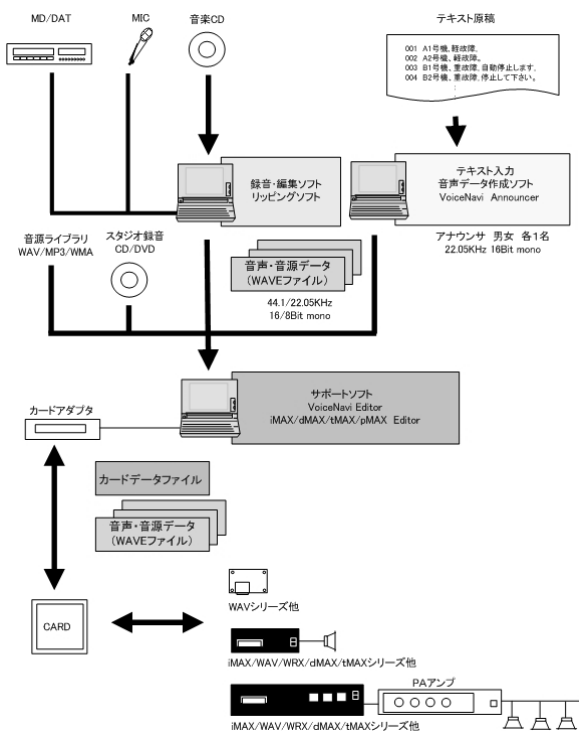 MD/DAT
MIC
音楽CD
テキスト原稿
001 A1号機、軽故障.
002 A2号機、軽故障。
003 B1号機、重故障.自動停止します.
004 B2号機、重故障.停止して下さい。
:
:
録音・編集ソフト
リッピングソフト
テキスト入力
音声データ作成ソフト
VoiceNavi Announcer
アナウンサ 男女 各1名
22.05KHz 16Bit mono
音源ライブラリ
WAV/MP3/WMA
スタジオ録音
CD/DVD
音声・音源データ
(WAVEファイル)
44.1/22.05KHz
16/8Bit mono
サポートソフト
VoiceNavi Editor
iMAX/dMAX/tMAX/pMAX Editor
カードアダプタ
カードデータファイル
音声・音源データ
(WAVEファイル)
CARD
WAVシリーズ他
iMAX/WAV/WRX/dMAX/tMAXシリーズ他
PAアンプ
iMAX/WAV/WRX/dMAX/tMAXシリーズ他